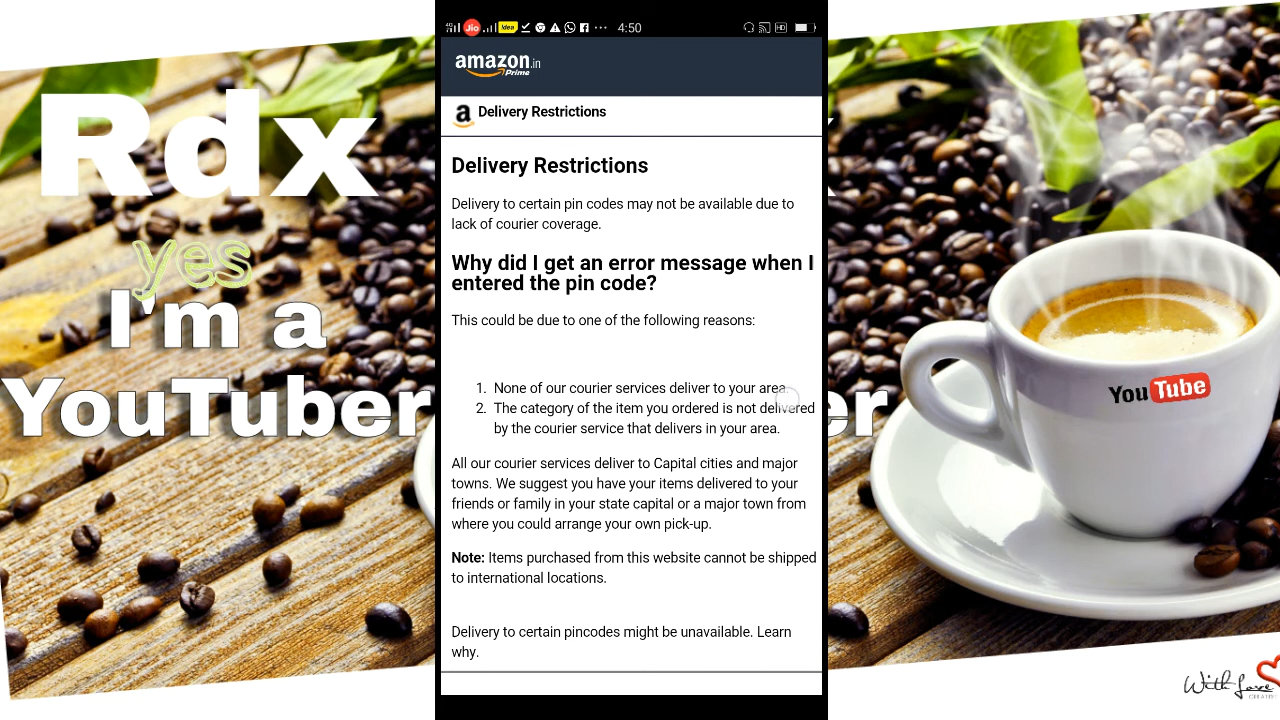 Rdx
yes
I'm a
YouTuber
Jio
Idea
4:50
HD
amazon.in
Prime
a Delivery Restrictions
Delivery Restrictions
Delivery to certain pin codes may not be available due to
lack of courier coverage.
Why did I get an error message when I
entered the pin code?
This could be due to one of the following reasons:
1. None of our courier services deliver to your area.
2. The category of the item you ordered is not delivered
by the courier service that delivers in your area.
All our courier services deliver to Capital cities and major
towns. We suggest you have your items delivered to your
friends or family in your state capital or a major town from
where you could arrange your own pick-up.
Note: Items purchased from this website cannot be shipped
to international locations.
Delivery to certain pincodes might be unavailable. Learn
why.
x
er
YouTube
With Love